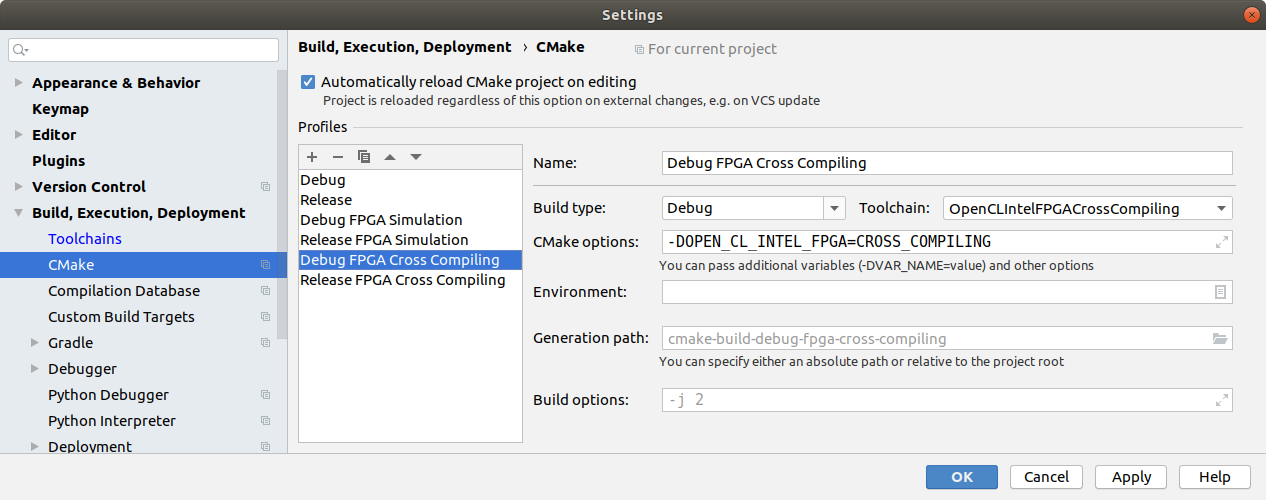 Settings
Build, Execution, Deployment › CMake For current project
Appearance & Behavior
Keymap
Editor
Plugins
Version Control
Build, Execution, Deployment
Toolchains
CMake
Compilation Database
Custom Build Targets
Gradle
Debugger
Python Debugger
Python Interpreter
Deployment
Automatically reload CMake project on editing
Project is reloaded regardless of this option on external changes, e.g. on VCS update
Profiles
Debug
Release
Debug FPGA Simulation
Release FPGA Simulation
Debug FPGA Cross Compiling
Release FPGA Cross Compiling
Name: Debug FPGA Cross Compiling
Build type: Debug Toolchain: OpenCLIntelFPGACrossCompiling
CMake options: -DOPEN_CL_INTEL_FPGA=CROSS_COMPILING
You can pass additional variables (-DVAR_NAME=value) and other options
Environment:
Generation path: cmake-build-debug-fpga-cross-compiling
You can specify either an absolute path or relative to the project root
Build options: -j 2
OK Cancel Apply Help